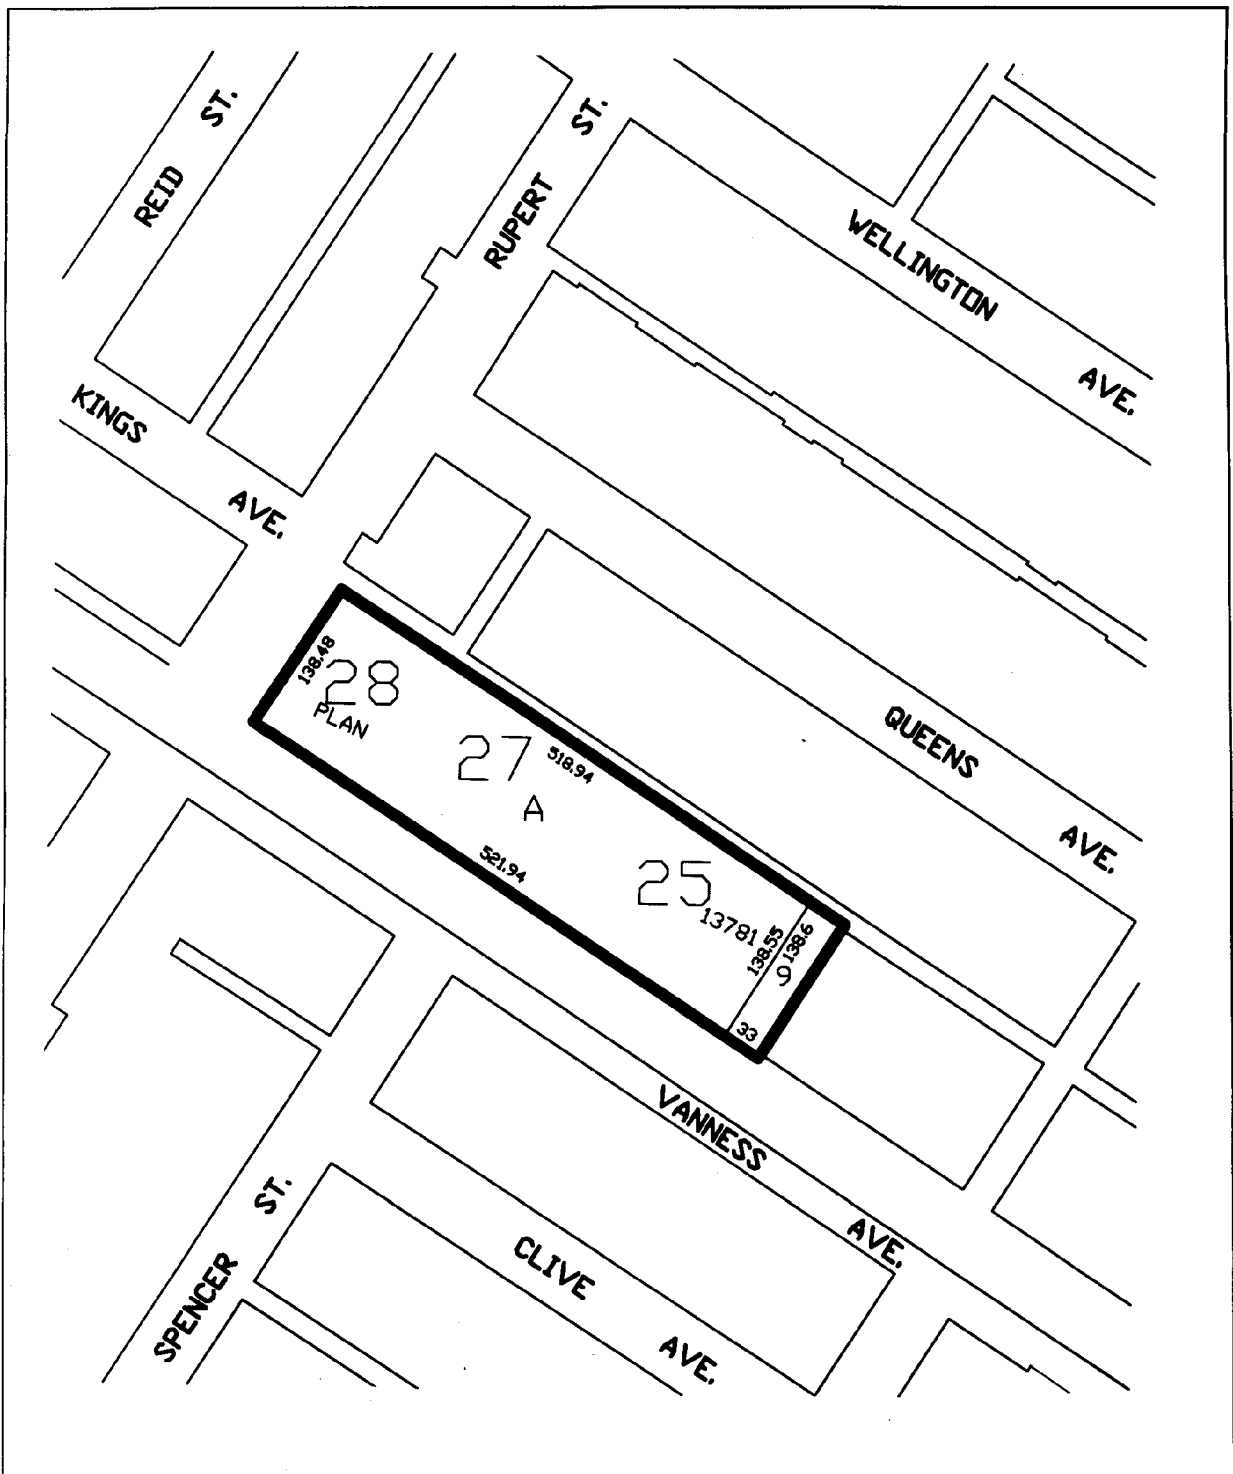 REID ST.
RUPERT ST.
WELLINGTON AVE.
KINGS AVE.
138.48
28
PLAN
27
A
518.94
521.94
25
13781
138.55
138.6
9
33
QUEENS AVE.
VANNESS AVE.
CLIVE AVE.
SPENCER ST.